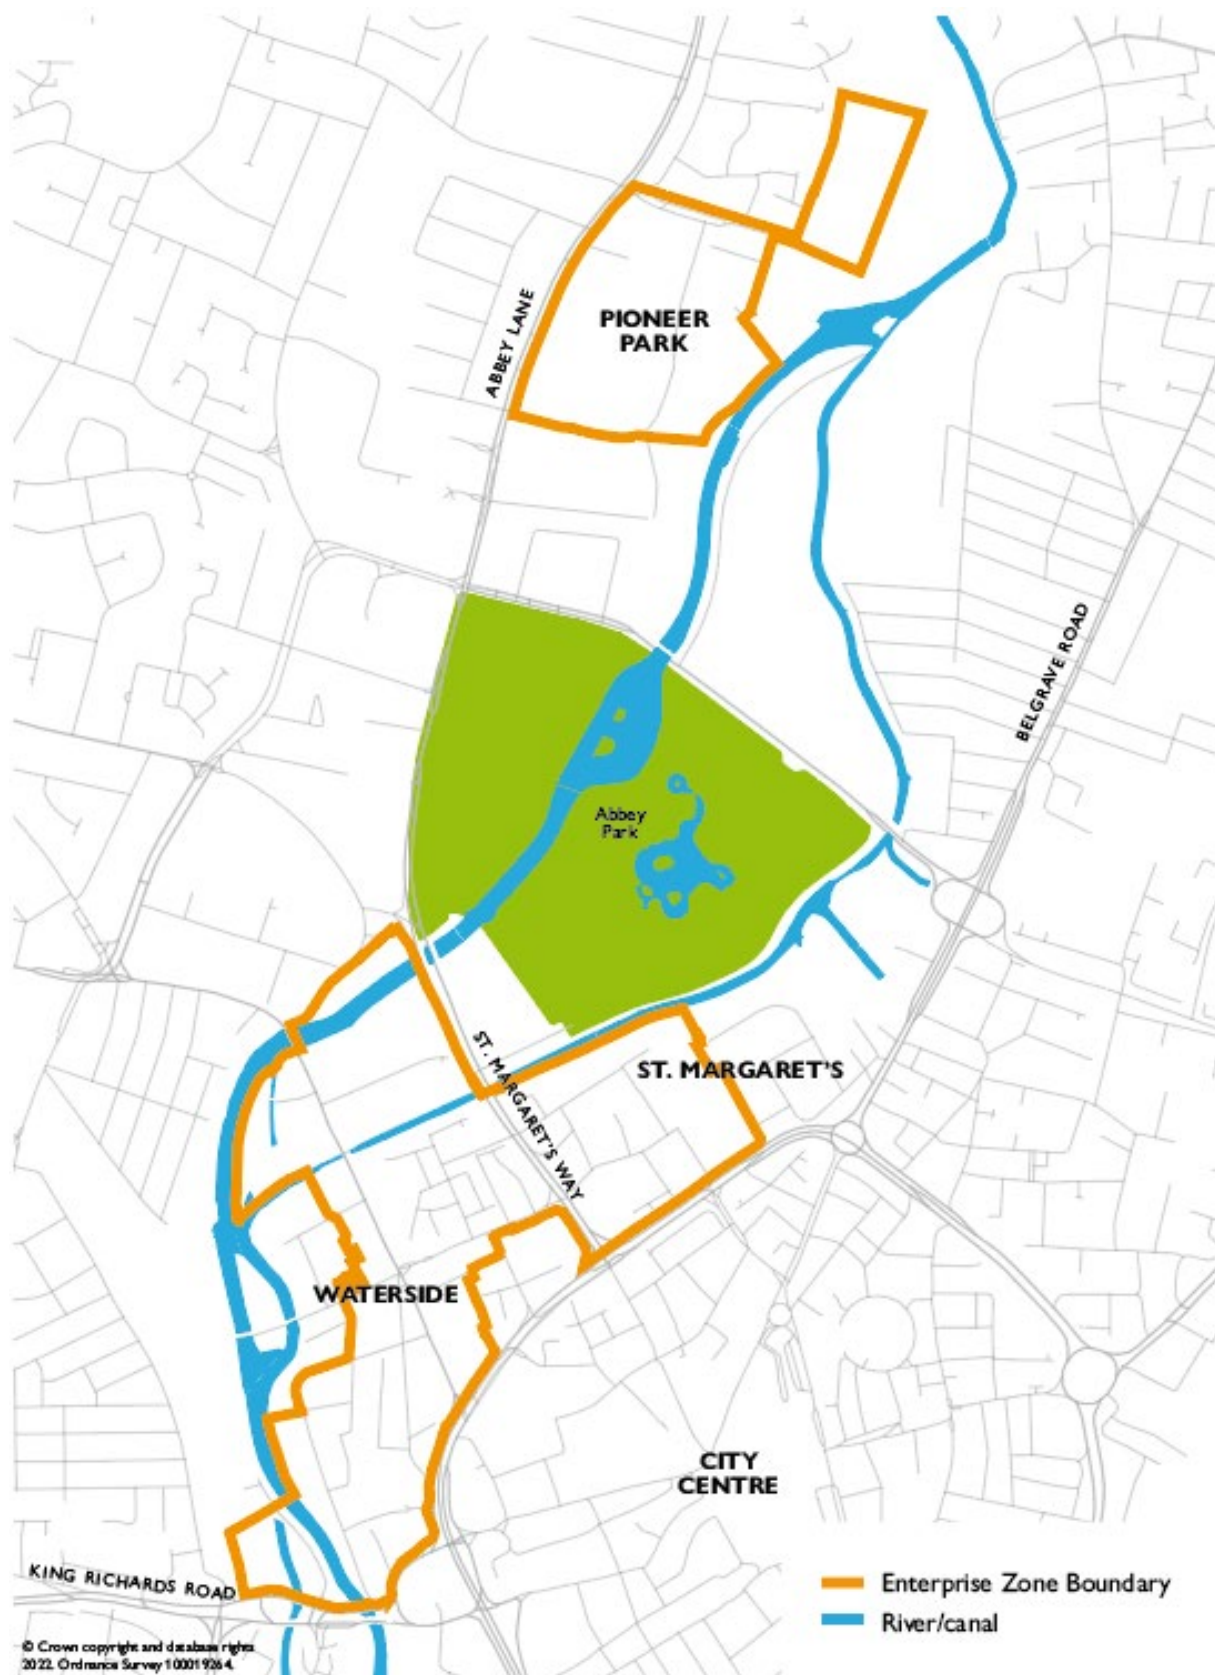 ABBEY LANE
PIONEER
PARK
BELGRAVE ROAD
Abbey
Park
ST. MARGARET'S WAY
ST. MARGARET'S
WATERSIDE
CITY
CENTRE
KING RICHARDS ROAD
Enterprise Zone Boundary
River/canal
© Crown copyright and database rights
2022. Ordnance Survey 100019264.